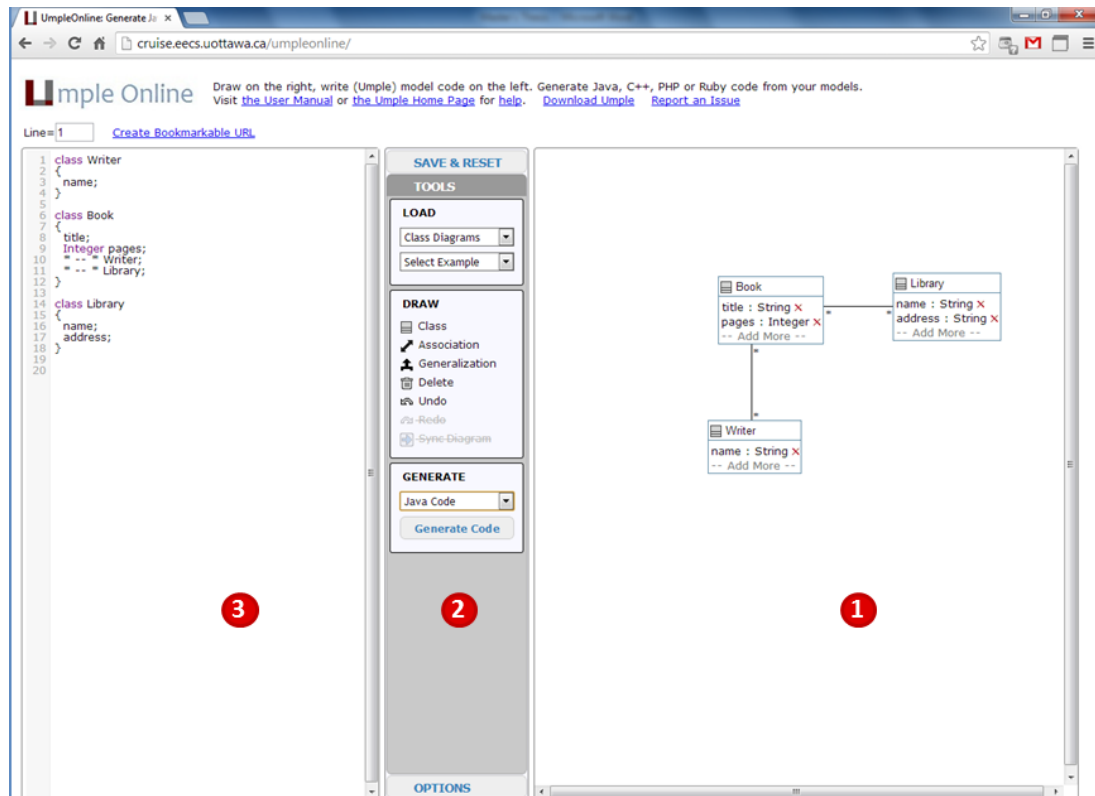 UmpleOnline: Generate Ja ×
cruise.eecs.uottawa.ca/umpleonline/
Umple Online
Draw on the right, write (Umple) model code on the left. Generate Java, C++, PHP or Ruby code from your models.
Visit the User Manual or the Umple Home Page for help. Download Umple Report an Issue
Line= 1 Create Bookmarkable URL
1 class Writer
2 {
3 name;
4 }
5
6 class Book
7 {
8 title;
9 Integer pages;
10 * -- * Writer;
11 * -- * Library;
12 }
13
14 class Library
15 {
16 name;
17 address;
18 }
19
20
3
SAVE & RESET
TOOLS
LOAD
Class Diagrams
Select Example
DRAW
Class
Association
Generalization
Delete
Undo
Redo
Sync Diagram
GENERATE
Java Code
Generate Code
2
OPTIONS
Book
title : String X
pages : Integer X
-- Add More --
*
*
Library
name : String X
address : String X
-- Add More --
*
*
Writer
name : String X
-- Add More --
1